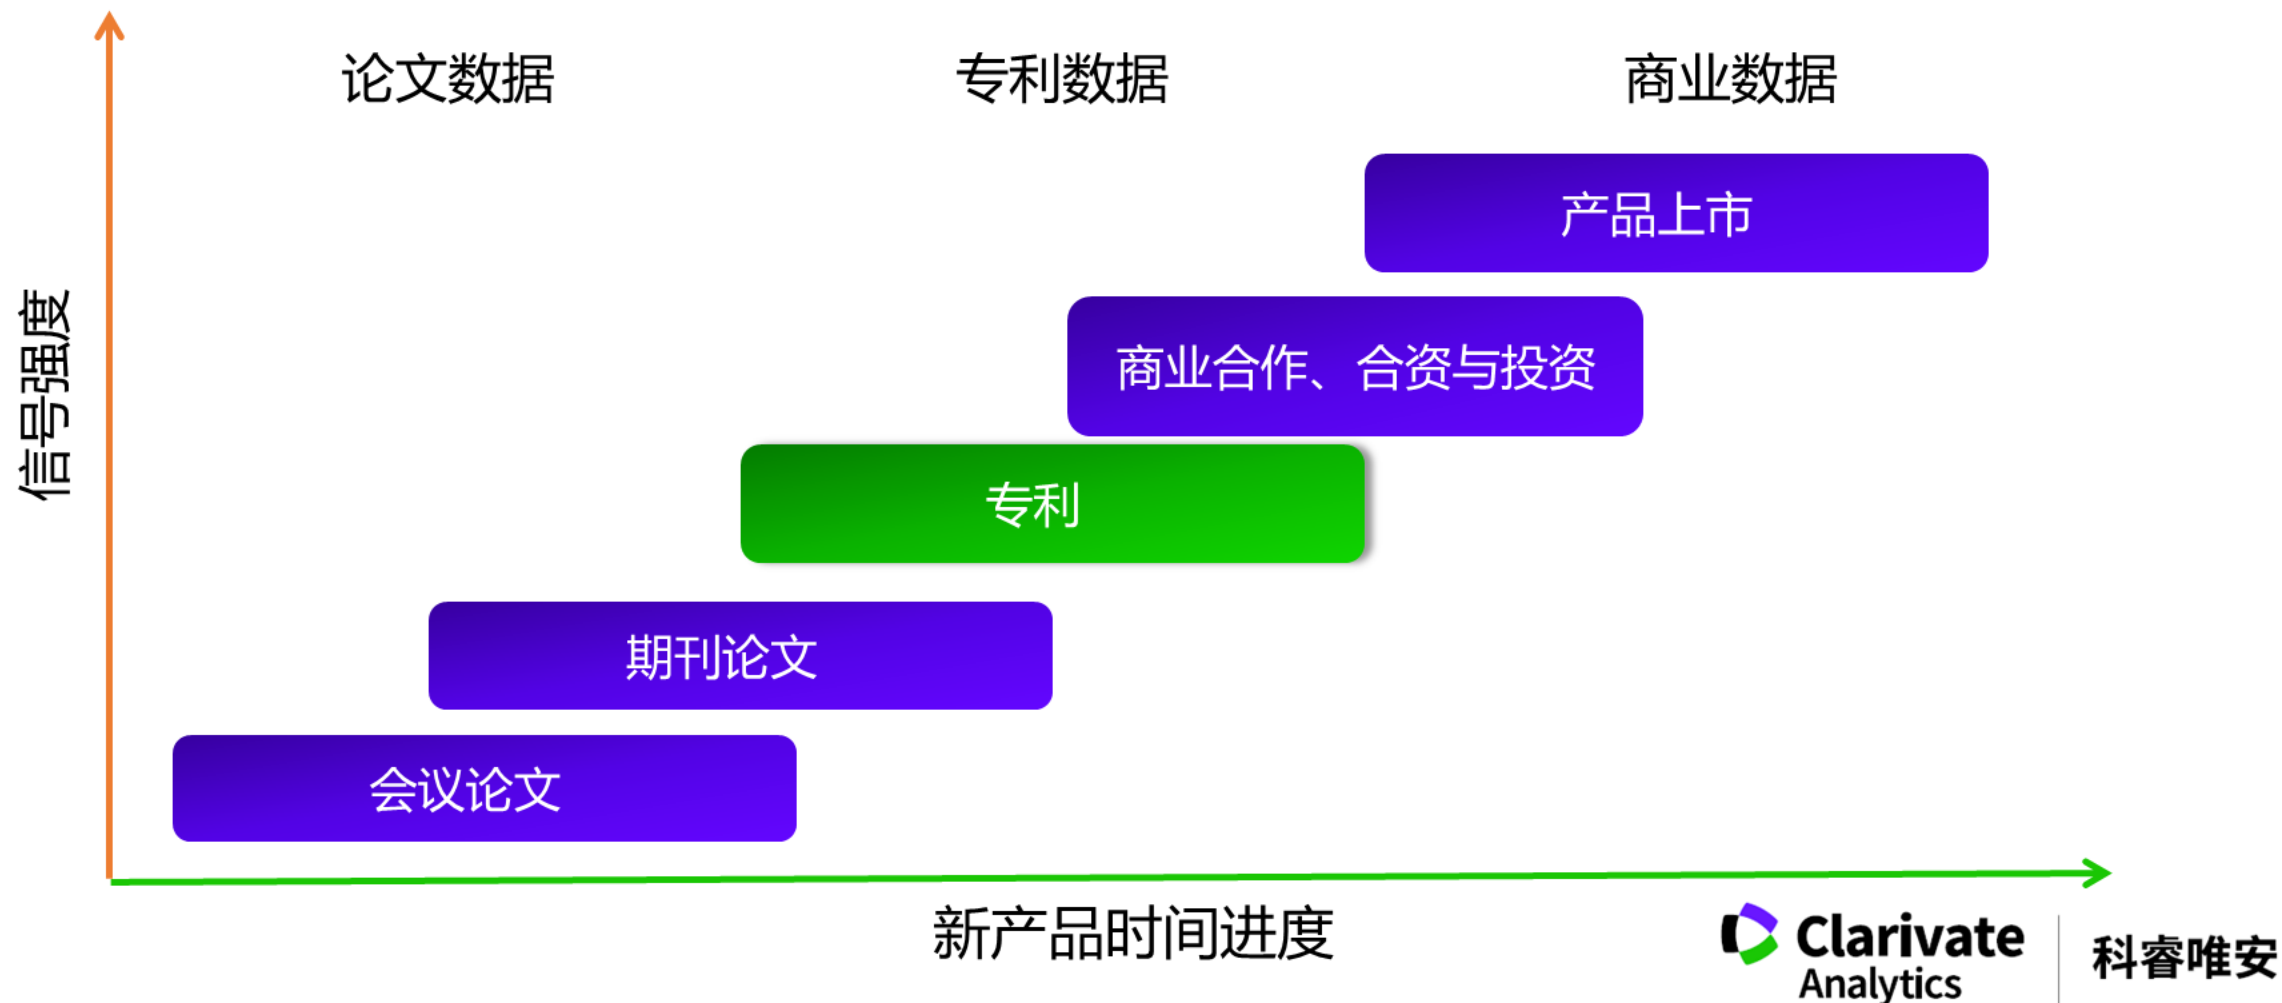 论文数据
专利数据
商业数据
产品上市
商业合作、合资与投资
专利
期刊论文
会议论文
信号强度
新产品时间进度
Clarivate
Analytics
科睿唯安